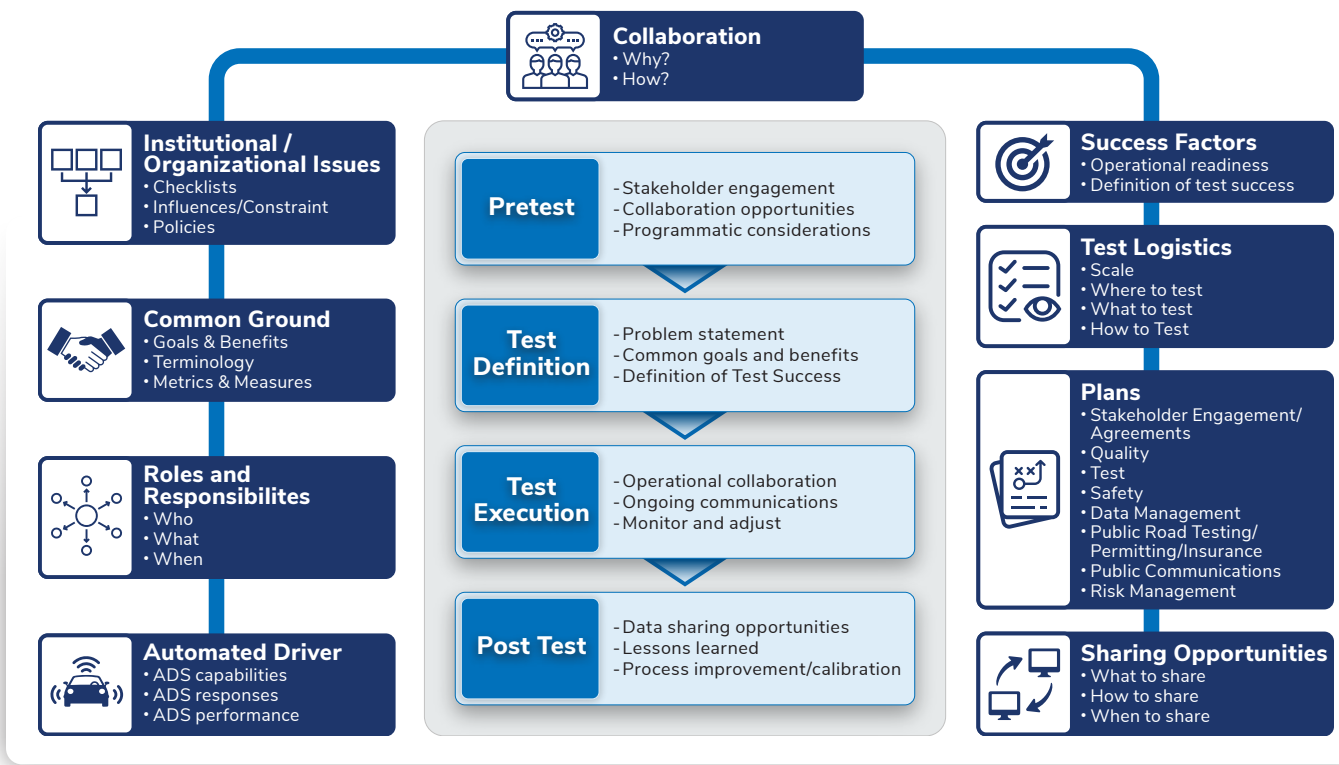 Collaboration
• Why?
• How?
Institutional /
Organizational Issues
• Checklists
• Influences/Constraint
• Policies
Common Ground
• Goals & Benefits
• Terminology
• Metrics & Measures
Roles and
Responsibilites
• Who
• What
• When
Automated Driver
• ADS capabilities
• ADS responses
• ADS performance
Pretest
- Stakeholder engagement
- Collaboration opportunities
- Programmatic considerations
Test
Definition
- Problem statement
- Common goals and benefits
- Definition of Test Success
Test
Execution
- Operational collaboration
- Ongoing communications
- Monitor and adjust
Post Test
- Data sharing opportunities
- Lessons learned
- Process improvement/calibration
Success Factors
• Operational readiness
• Definition of test success
Test Logistics
• Scale
• Where to test
• What to test
• How to Test
Plans
• Stakeholder Engagement/
Agreements
• Quality
• Test
• Safety
• Data Management
• Public Road Testing/
Permitting/Insurance
• Public Communications
• Risk Management
Sharing Opportunities
• What to share
• How to share
• When to share